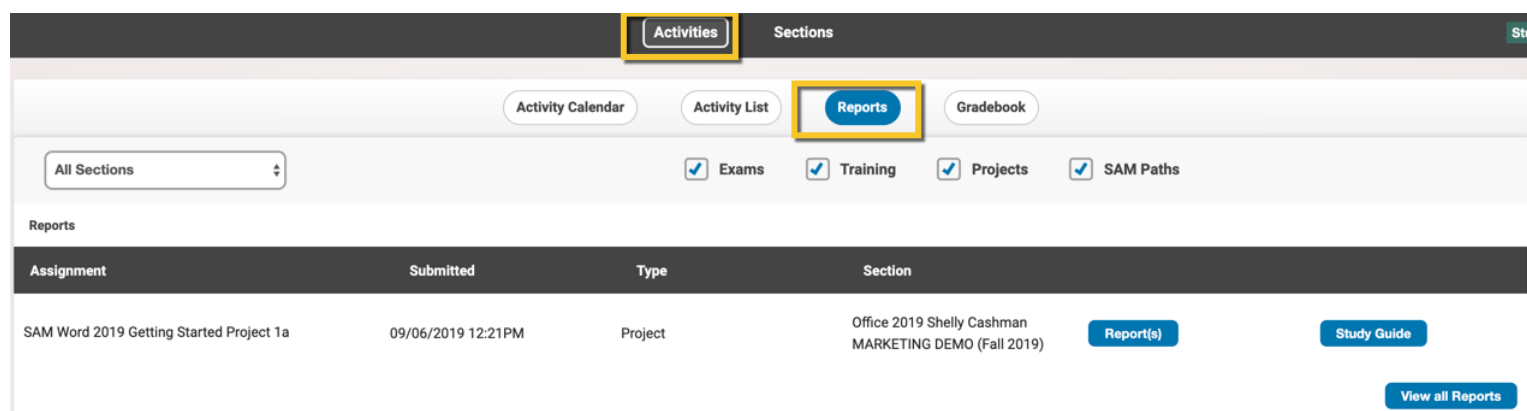 Activities Sections
Activity Calendar Activity List Reports Gradebook
All Sections Exams Training Projects SAM Paths
Reports
Assignment Submitted Type Section
SAM Word 2019 Getting Started Project 1a 09/06/2019 12:21PM Project Office 2019 Shelly Cashman Report(s) Study Guide
MARKETING DEMO (Fall 2019)
View all Reports